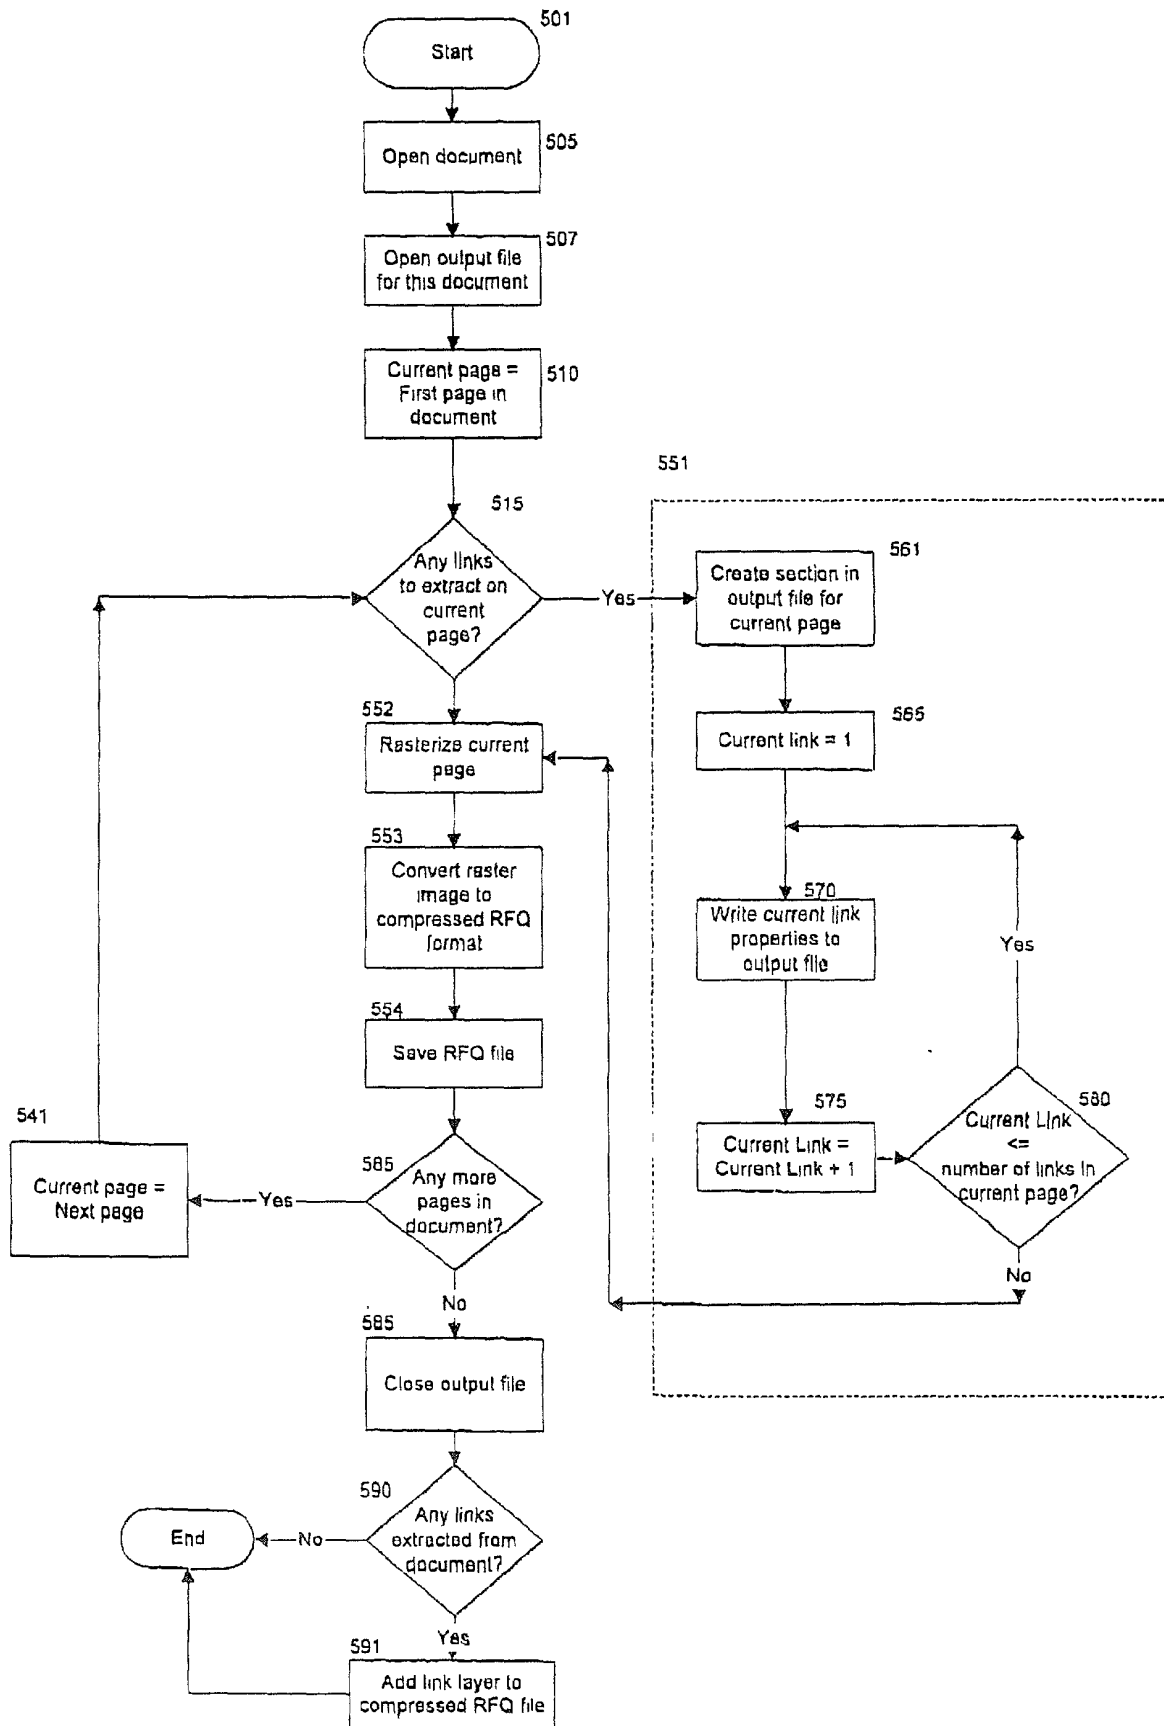 501
Start
505
Open document
507
Open output file
for this document
510
Current page =
First page in
document
551
515
Any links
to extract on
current
page?
Yes
561
Create section in
output file for
current page
565
Current link = 1
552
Rasterize current
page
553
Convert raster
image to
compressed RFQ
format
570
Write current link
properties to
output file
Yes
554
Save RFQ file
541
Current page =
Next page
Yes
585
Any more
pages in
document?
575
Current Link =
Current Link + 1
580
Current Link
<=
number of links in
current page?
No
No
585
Close output file
590
Any links
extracted from
document?
No
End
Yes
591
Add link layer to
compressed RFQ file